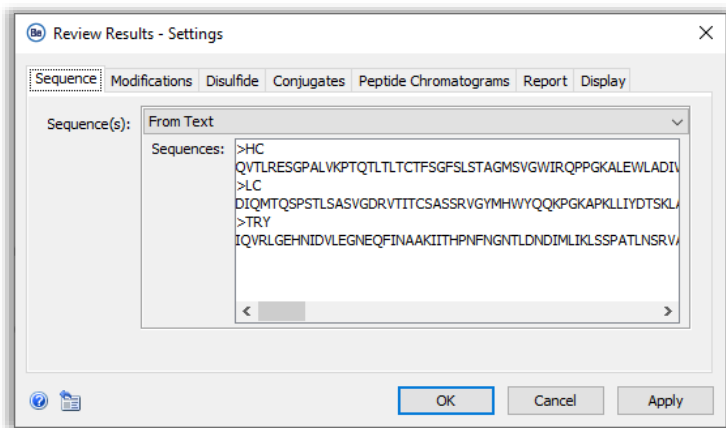 Be Review Results - Settings
Sequence Modifications Disulfide Conjugates Peptide Chromatograms Report Display
Sequence(s): From Text
Sequences: >HC
QVTLRESGPALVKPTQTLTLTCTFSGFSLSTAGMSVGWIRQPPGKALEWLADIV
>LC
DIQMTQSPSTLSASVGDRVTITCSASSRVGYMHWYQQKPGKAPKLLIYDTSKLA
>TRY
IQVRLGEHNIDVLEGNEQFINAAKIITHPNFNGNTLDNDIMLIKLSSPATLNSRVA
OK Cancel Apply